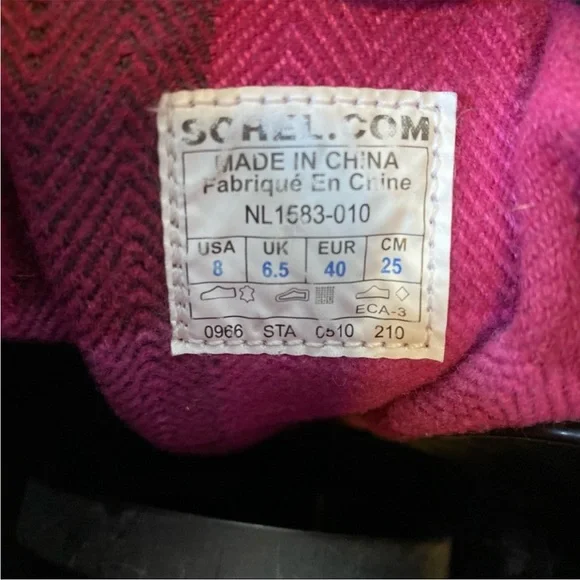 SOREL.COM
MADE IN CHINA
Fabriqué En Chine
NL1583-010
USA UK EUR CM
8 6.5 40 25
ECA-3
0966 STA 0510 210